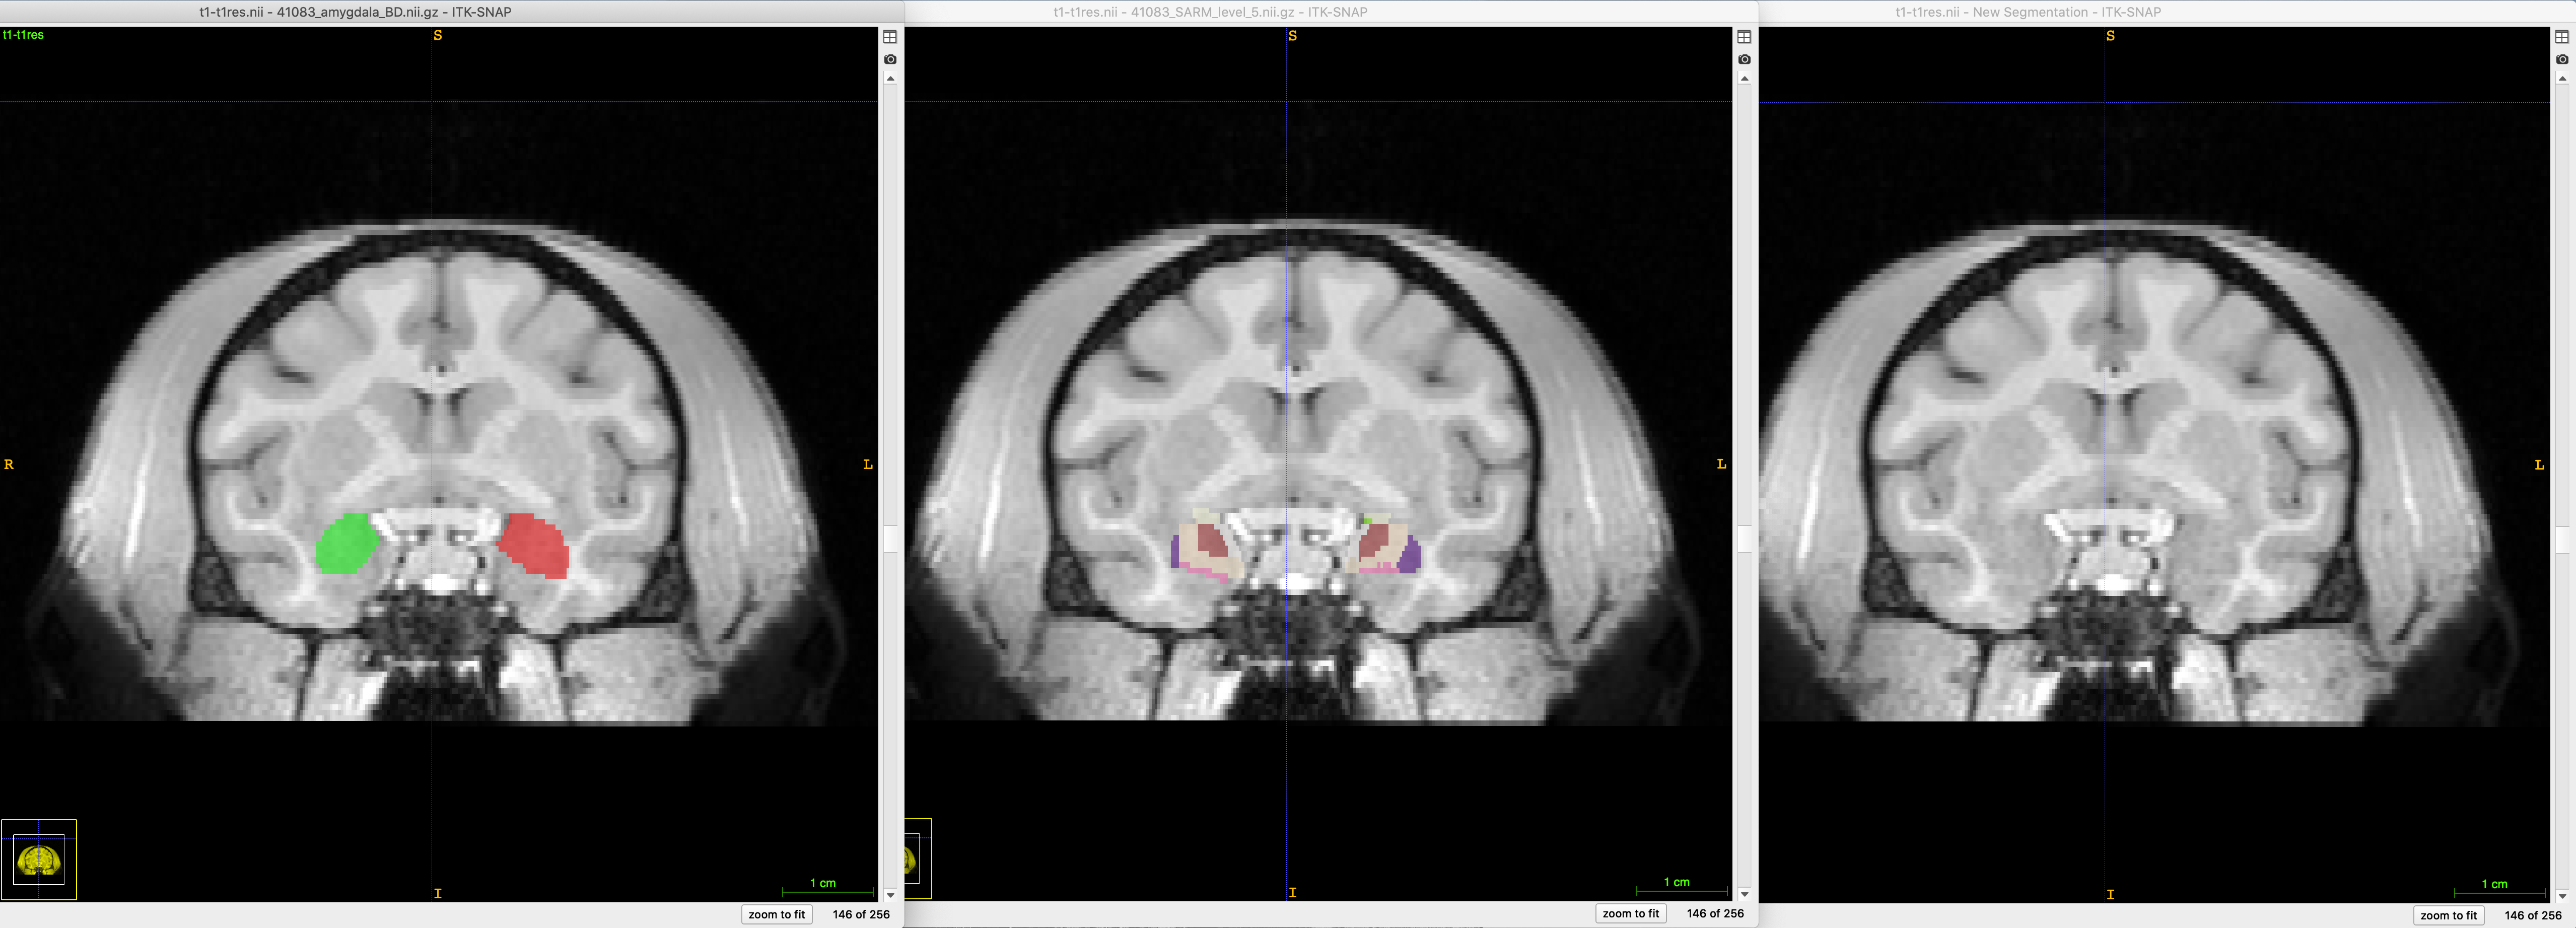 t1-t1res.nii - 41083_amygdala_BD.nii.gz - ITK-SNAP
t1-t1res
S
R
L
I
1 cm
zoom to fit
146 of 256
t1-t1res.nii - 41083_SARM_level_5.nii.gz - ITK-SNAP
S
L
I
1 cm
zoom to fit
146 of 256
t1-t1res.nii - New Segmentation - ITK-SNAP
S
L
I
1 cm
zoom to fit
146 of 256